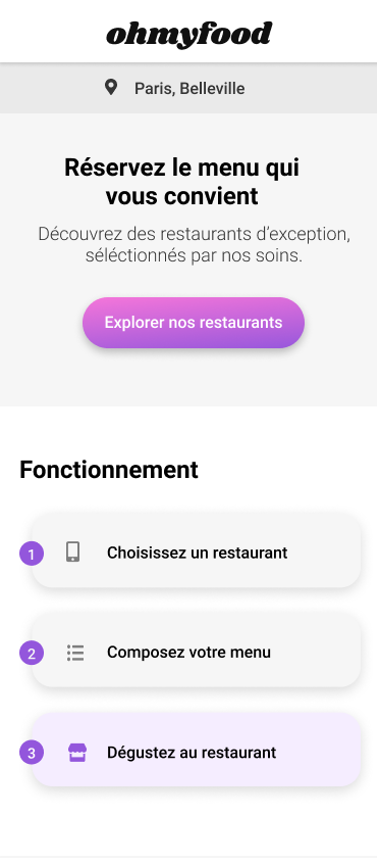 ohmyfood
Paris, Belleville
Réservez le menu qui
vous convient
Découvrez des restaurants d’exception,
séléctionnés par nos soins.
Explorer nos restaurants
Fonctionnement
1 Choisissez un restaurant
2 Composez votre menu
3 Dégustez au restaurant